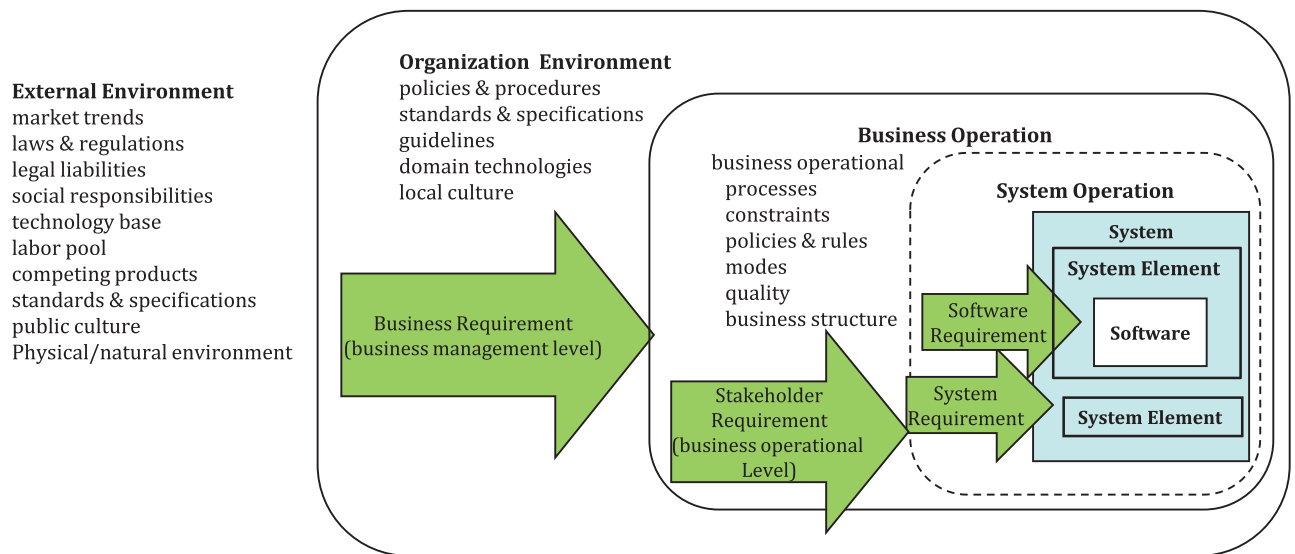 External Environment
market trends
laws & regulations
legal liabilities
social responsibilities
technology base
labor pool
competing products
standards & specifications
public culture
Physical/natural environment
Organization Environment
policies & procedures
standards & specifications
guidelines
domain technologies
local culture
Business Requirement
(business management level)
Business Operation
business operational
processes
constraints
policies & rules
modes
quality
business structure
Stakeholder
Requirement
(business operational
Level)
System Operation
Software
Requirement
System
Requirement
System
System Element
Software
System Element